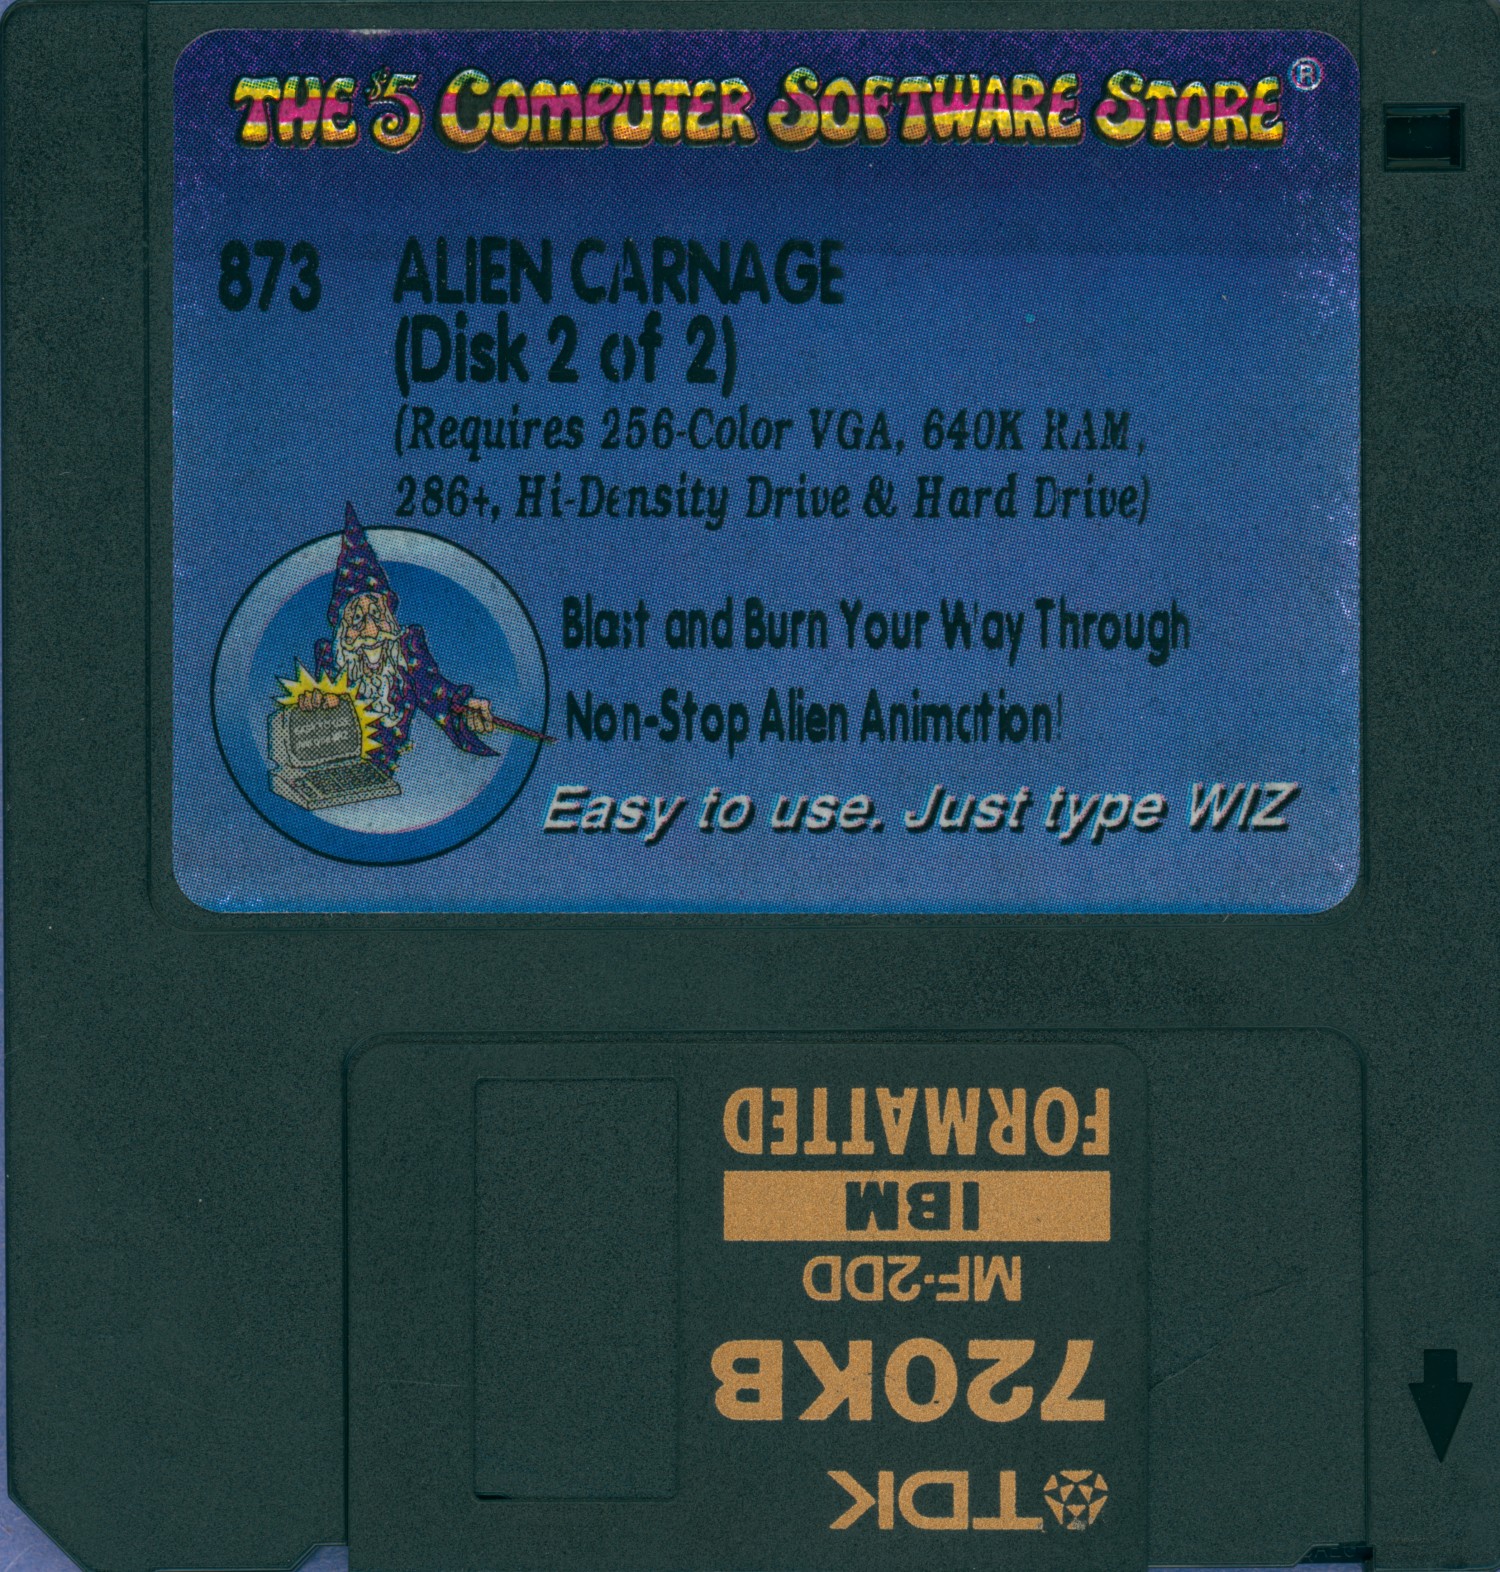 THE $5 COMPUTER SOFTWARE STORE®
873 ALIEN CARNAGE
(Disk 2 of 2)
(Requires 256-Color VGA, 640K RAM,
286+, Hi-Density Drive & Hard Drive)
Blast and Burn Your Way Through
Non-Stop Alien Animation!
Easy to use. Just type WIZ
FORMATTED
IBM
MF-2DD
720KB
TDK